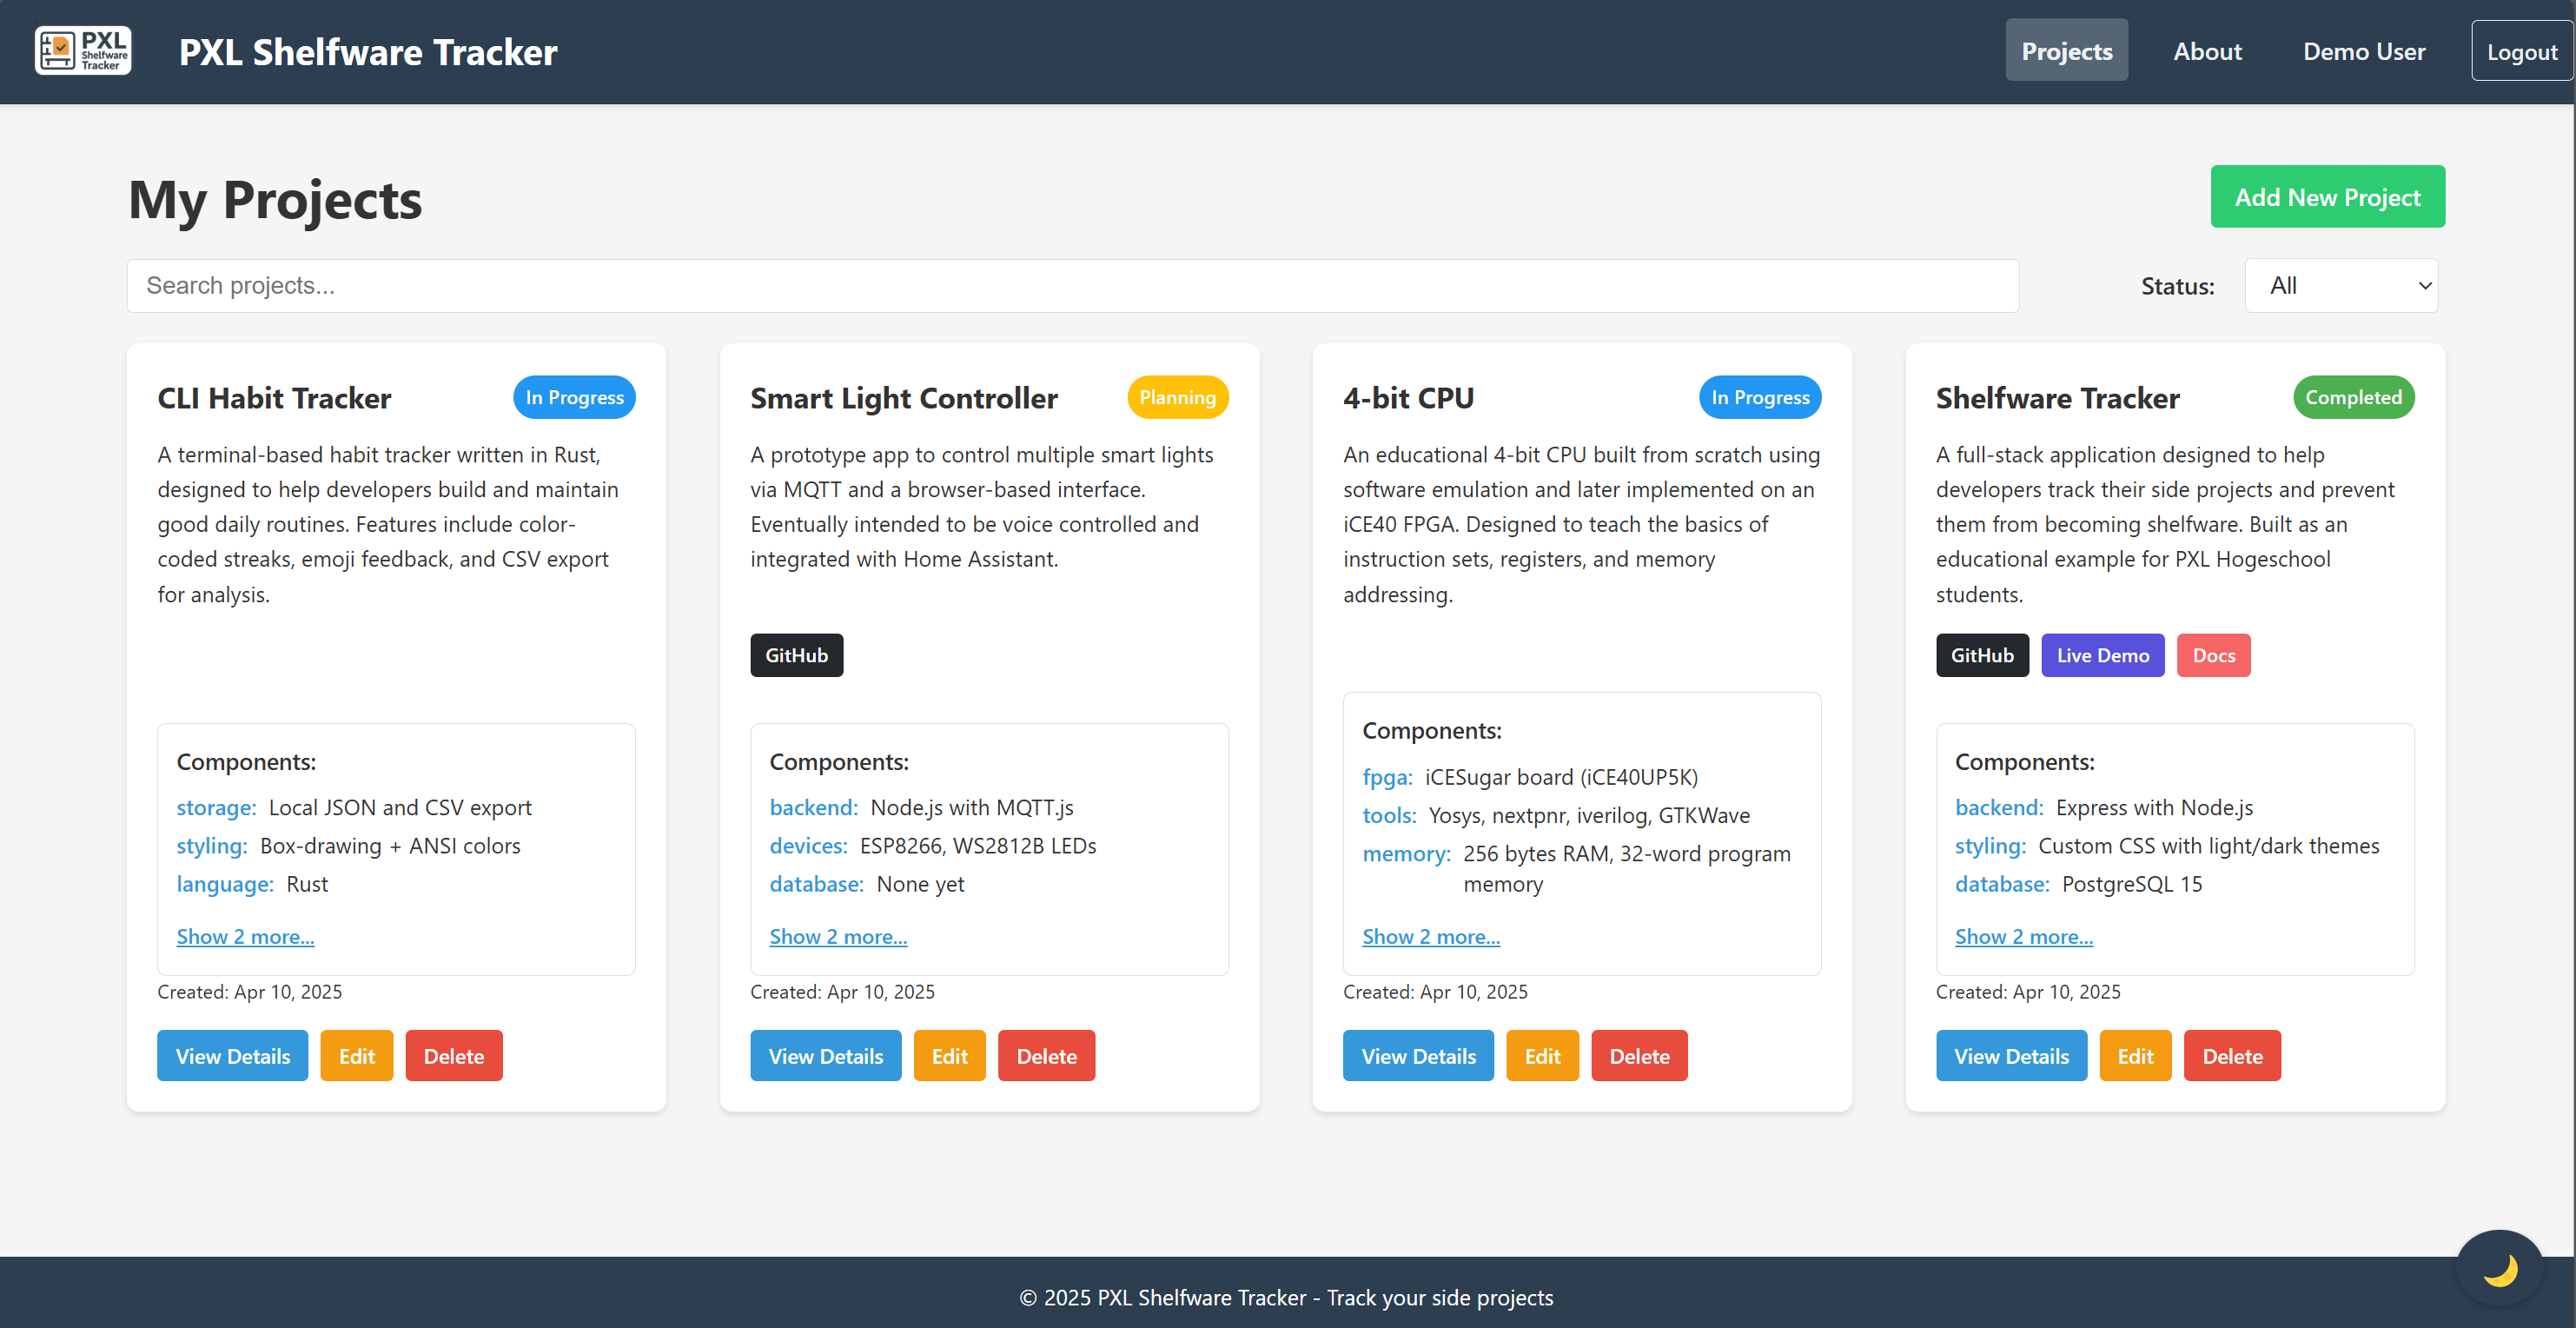 PXL
Shelfware
Tracker
PXL Shelfware Tracker
Projects
About
Demo User
Logout
My Projects
Add New Project
Search projects...
Status:
All
CLI Habit Tracker
In Progress
A terminal-based habit tracker written in Rust,
designed to help developers build and maintain
good daily routines. Features include color-
coded streaks, emoji feedback, and CSV export
for analysis.
Components:
storage: Local JSON and CSV export
styling: Box-drawing + ANSI colors
language: Rust
Show 2 more...
Created: Apr 10, 2025
View Details
Edit
Delete
Smart Light Controller
Planning
A prototype app to control multiple smart lights
via MQTT and a browser-based interface.
Eventually intended to be voice controlled and
integrated with Home Assistant.
GitHub
Components:
backend: Node.js with MQTT.js
devices: ESP8266, WS2812B LEDs
database: None yet
Show 2 more...
Created: Apr 10, 2025
View Details
Edit
Delete
4-bit CPU
In Progress
An educational 4-bit CPU built from scratch using
software emulation and later implemented on an
iCE40 FPGA. Designed to teach the basics of
instruction sets, registers, and memory
addressing.
Components:
fpga: iCESugar board (iCE40UP5K)
tools: Yosys, nextpnr, iverilog, GTKWave
memory: 256 bytes RAM, 32-word program
memory
Show 2 more...
Created: Apr 10, 2025
View Details
Edit
Delete
Shelfware Tracker
Completed
A full-stack application designed to help
developers track their side projects and prevent
them from becoming shelfware. Built as an
educational example for PXL Hogeschool
students.
GitHub
Live Demo
Docs
Components:
backend: Express with Node.js
styling: Custom CSS with light/dark themes
database: PostgreSQL 15
Show 2 more...
Created: Apr 10, 2025
View Details
Edit
Delete
© 2025 PXL Shelfware Tracker - Track your side projects